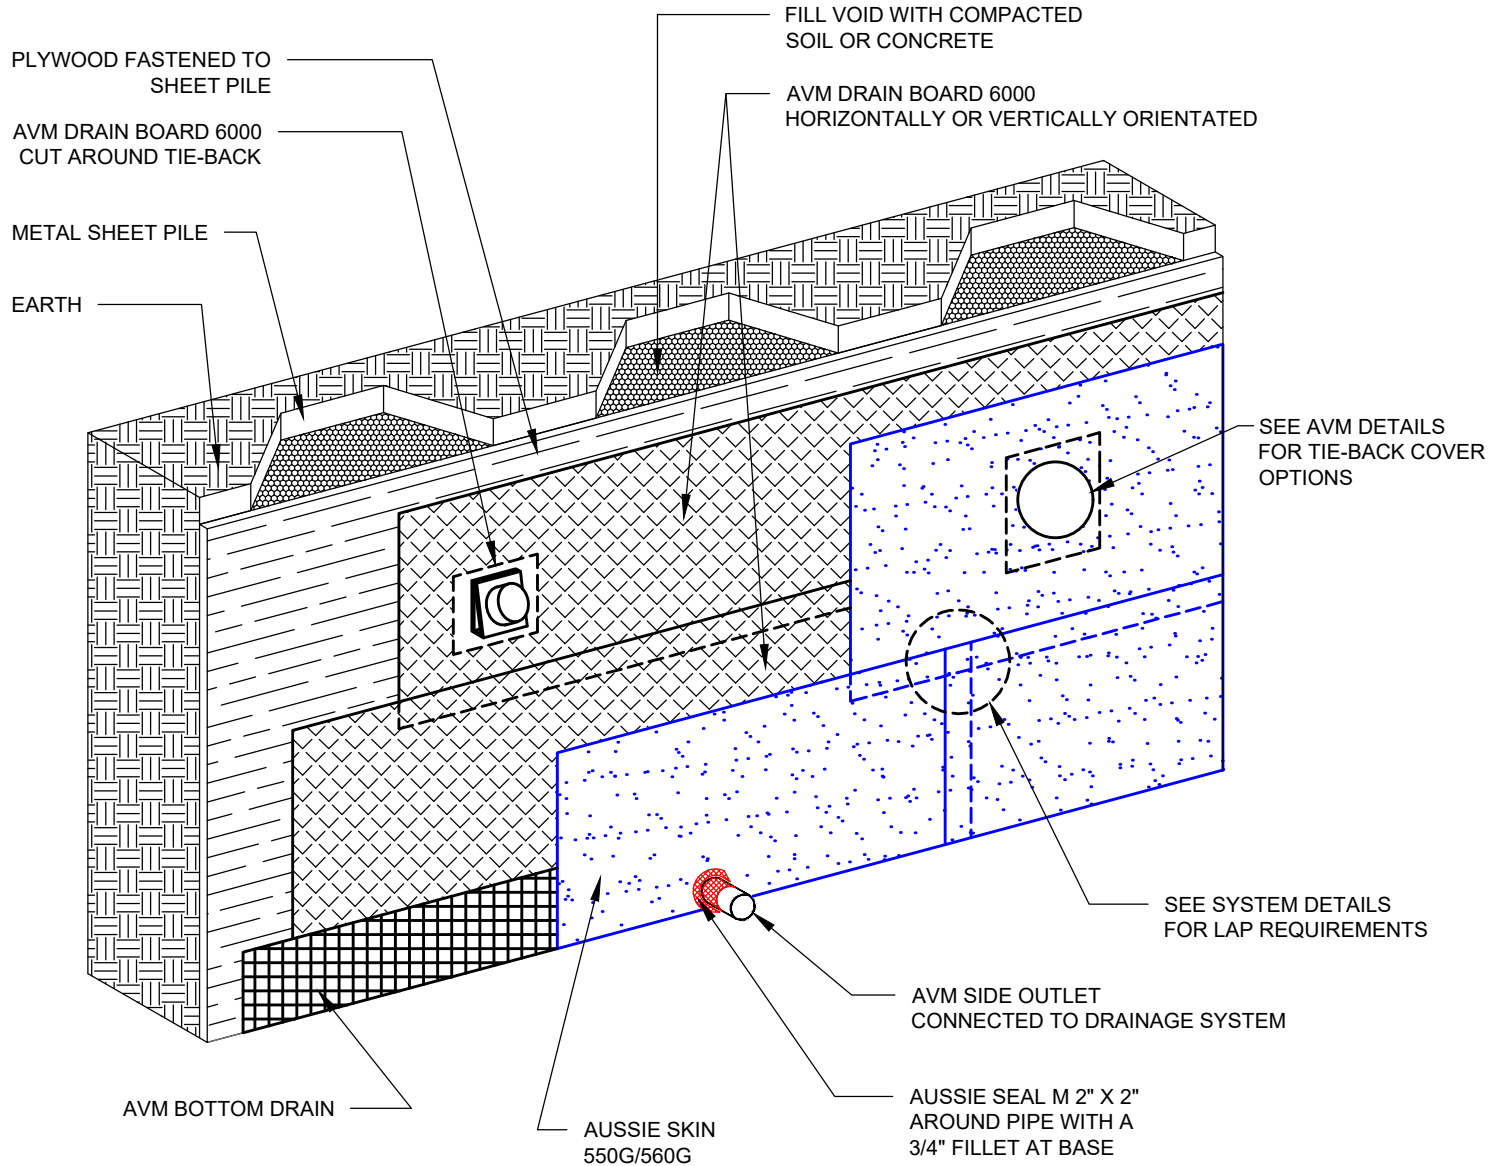 FILL VOID WITH COMPACTED
SOIL OR CONCRETE
PLYWOOD FASTENED TO
SHEET PILE
AVM DRAIN BOARD 6000
HORIZONTALLY OR VERTICALLY ORIENTATED
AVM DRAIN BOARD 6000
CUT AROUND TIE-BACK
METAL SHEET PILE
EARTH
SEE AVM DETAILS
FOR TIE-BACK COVER
OPTIONS
SEE SYSTEM DETAILS
FOR LAP REQUIREMENTS
AVM SIDE OUTLET
CONNECTED TO DRAINAGE SYSTEM
AUSSIE SEAL M 2" X 2"
AROUND PIPE WITH A
3/4" FILLET AT BASE
AVM BOTTOM DRAIN
AUSSIE SKIN
550G/560G